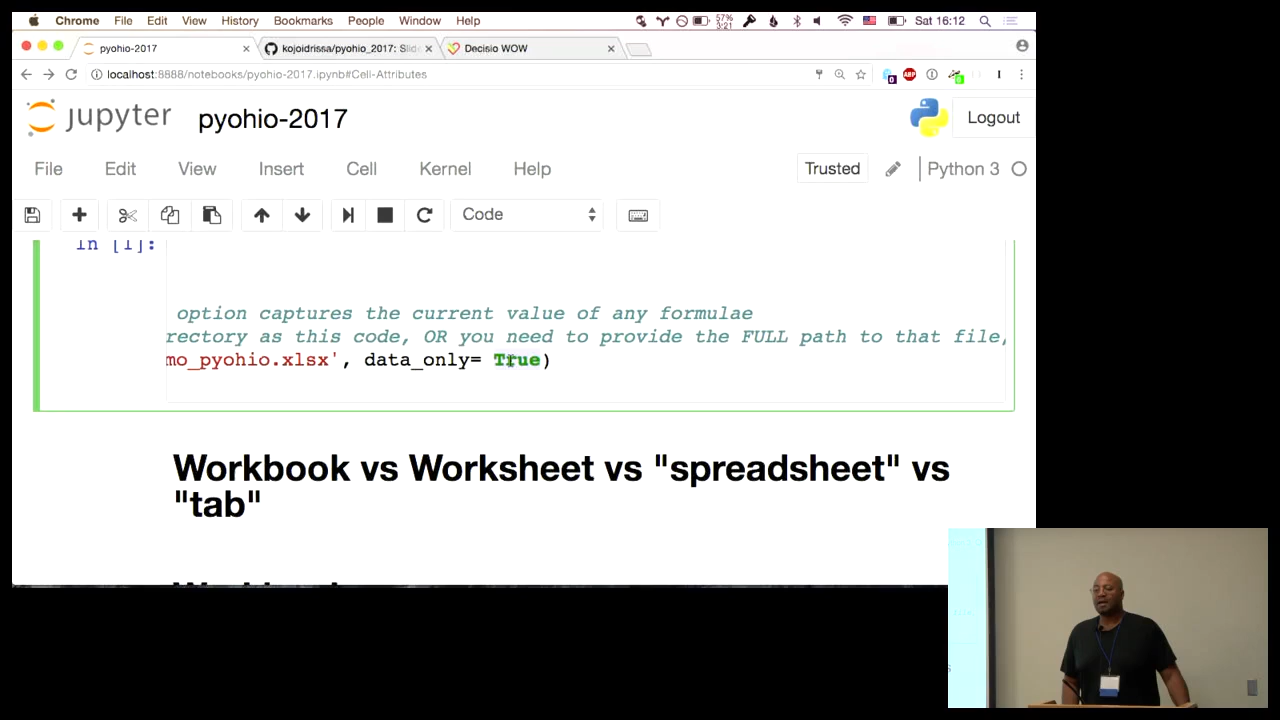 Chrome File Edit View History Bookmarks People Window Help 57% 3:21 Sat 16:12
pyohio-2017 kojoidrissa/pyohio_2017: Slide Decisio WOW
localhost:8888/notebooks/pyohio-2017.ipynb#Cell-Attributes
jupyter pyohio-2017 Logout
File Edit View Insert Cell Kernel Help Trusted Python 3
Code
In [1]:
option captures the current value of any formulae
rectory as this code, OR you need to provide the FULL path to that file,
mo_pyohio.xlsx', data_only= True)
Workbook vs Worksheet vs "spreadsheet" vs
"tab"